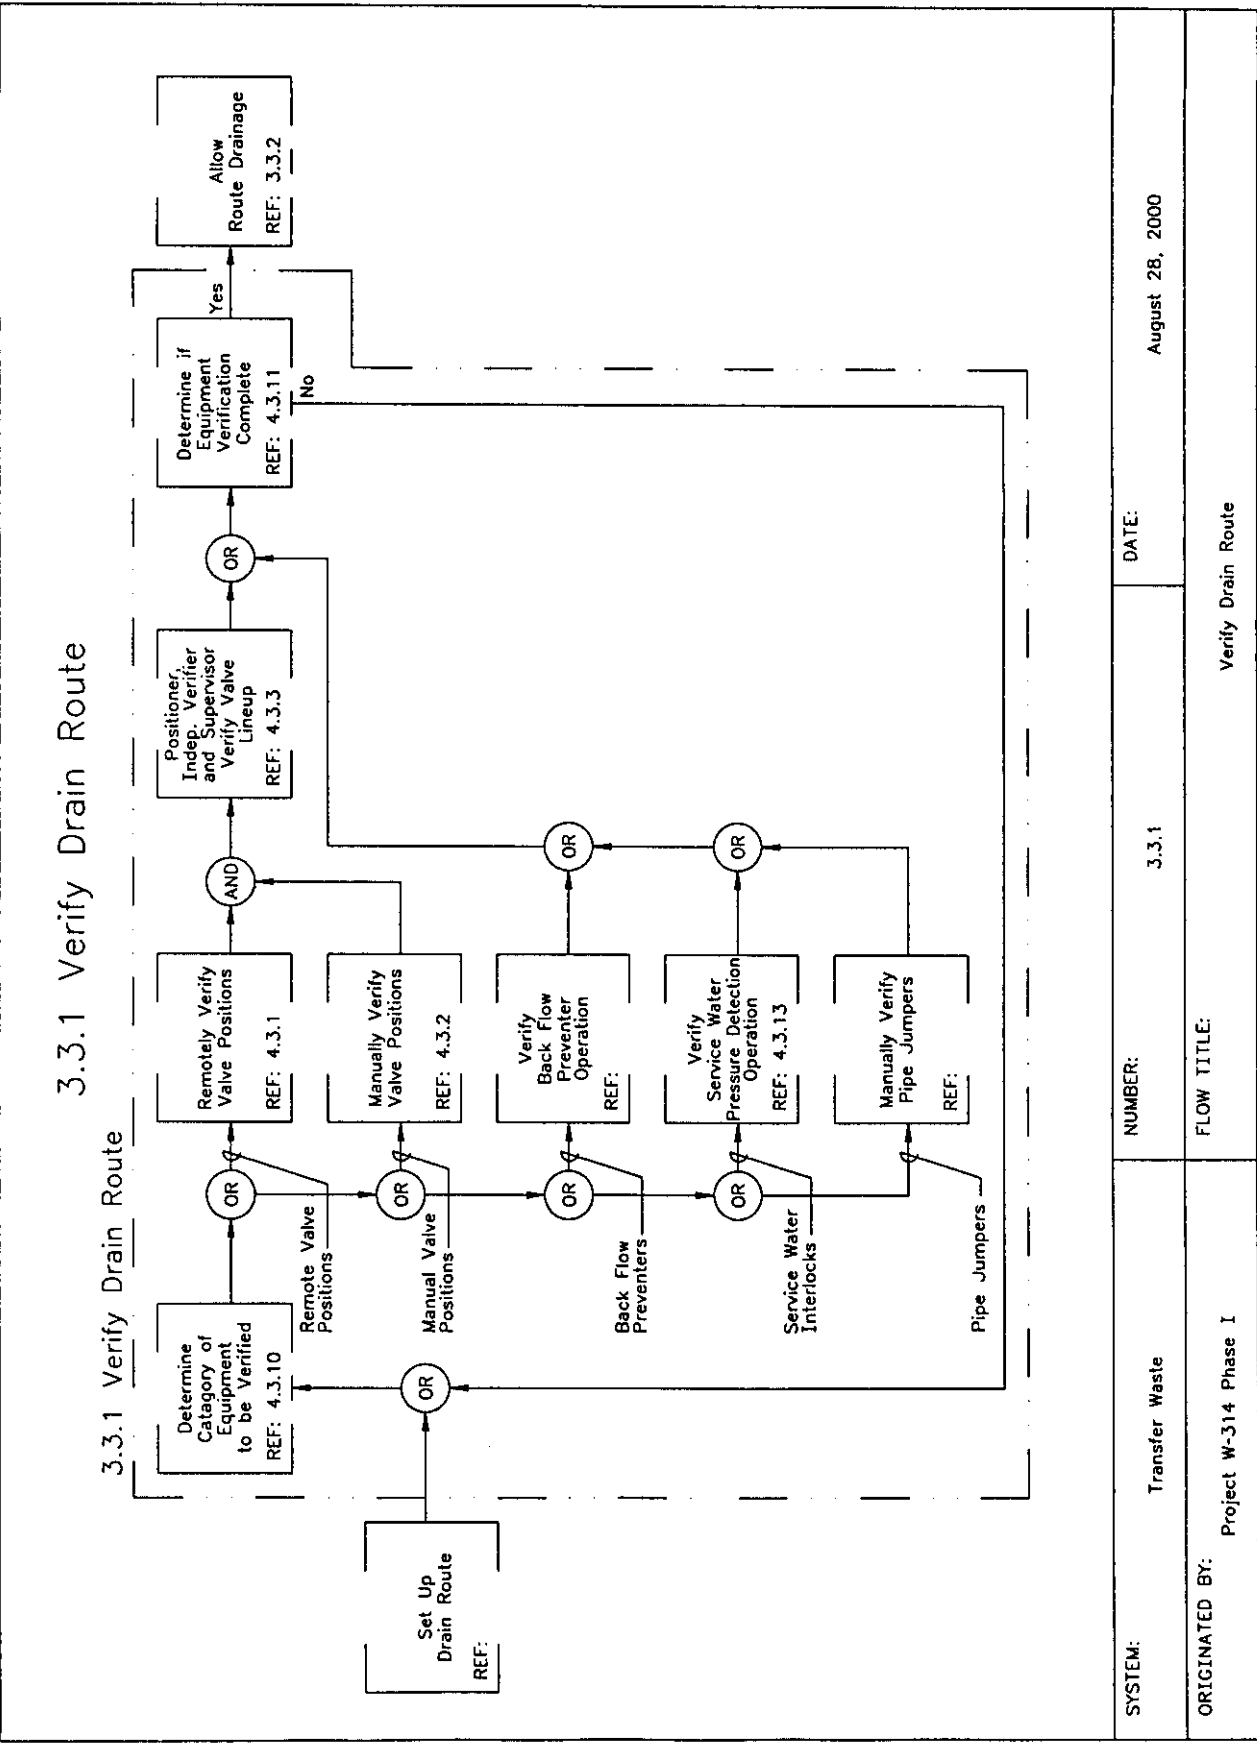 3.3.1 Verify Drain Route
3.3.1 Verify Drain Route
Set Up
Drain Route
REF:
OR
Determine
Catagory of
Equipment
to be Verified
REF: 4.3.10
OR
Remote Valve
Positions
Remotely Verify
Valve Positions
REF: 4.3.1
OR
Manual Valve
Positions
Manually Verify
Valve Positions
REF: 4.3.2
OR
Back Flow
Preventers
Verify
Back Flow
Preventer
Operation
REF:
OR
Service Water
Interlocks
Verify
Service Water
Pressure Detection
Operation
REF: 4.3.13
Pipe Jumpers
Manually Verify
Pipe Jumpers
REF:
AND
OR
OR
Positioner,
Indep. Verifier
and Supervisor
Verify Valve
Lineup
REF: 4.3.3
OR
Determine if
Equipment
Verification
Complete
REF: 4.3.11
Yes
No
Allow
Route Drainage
REF: 3.3.2
SYSTEM:
Transfer Waste
NUMBER:
3.3.1
DATE:
August 28, 2000
ORIGINATED BY:
Project W-314 Phase I
FLOW TITLE:
Verify Drain Route